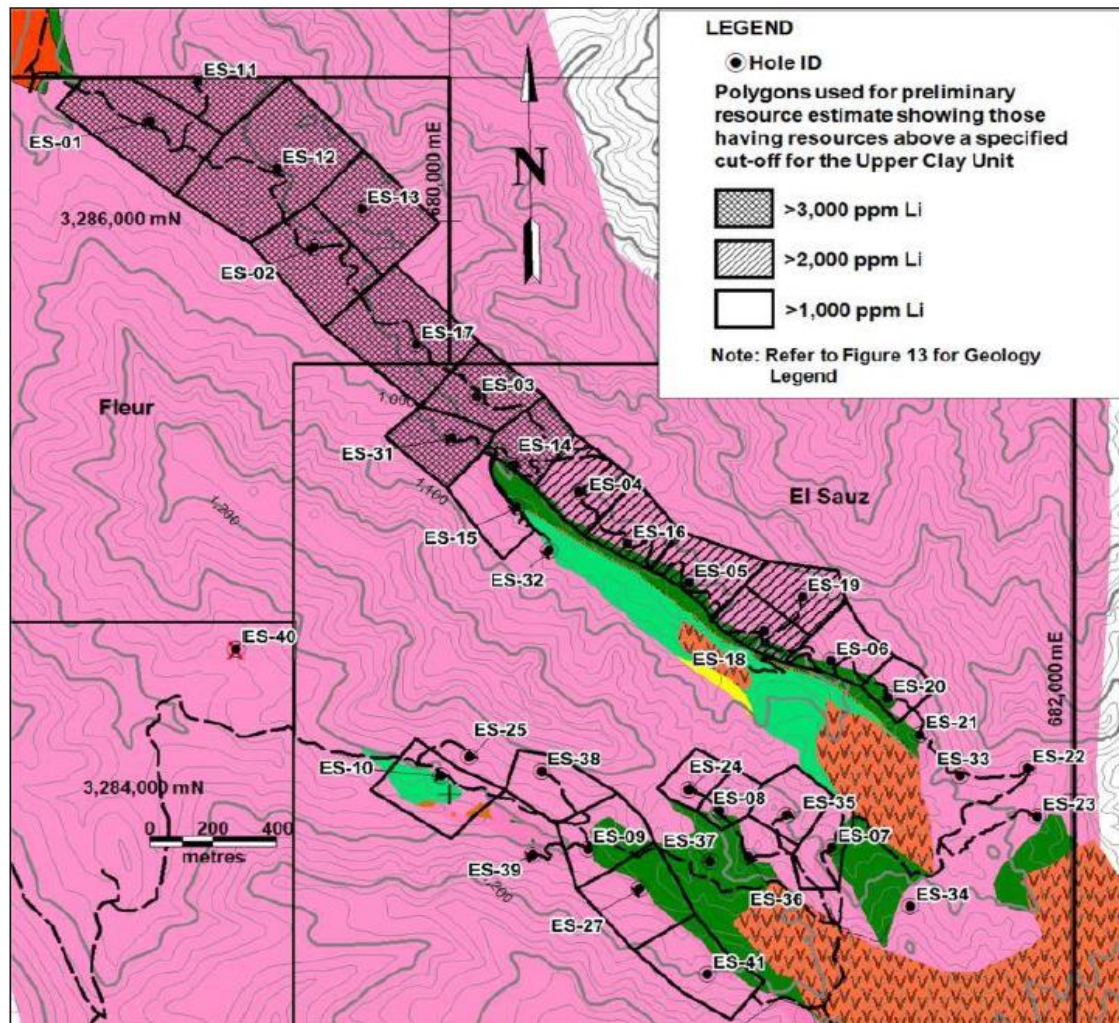 LEGEND
Hole ID
Polygons used for preliminary
resource estimate showing those
having resources above a specified
cut-off for the Upper Clay Unit
>3,000 ppm Li
>2,000 ppm Li
>1,000 ppm Li
Note: Refer to Figure 13 for Geology
Legend
N
ES-11
ES-01
ES-12
ES-13
680,000 mE
3,286,000 mN
ES-02
ES-17
ES-03
1,000
Fleur
ES-31
ES-14
1,100
ES-04
El Sauz
1,200
ES-15
ES-16
ES-32
ES-05
ES-19
ES-40
ES-18
ES-06
ES-20
682,000 mE
ES-21
ES-25
ES-38
ES-24
ES-33
ES-22
ES-10
3,284,000 mN
ES-08
ES-35
ES-23
0 200 400
metres
ES-09
ES-37
ES-07
ES-39
ES-36
ES-34
ES-27
ES-41